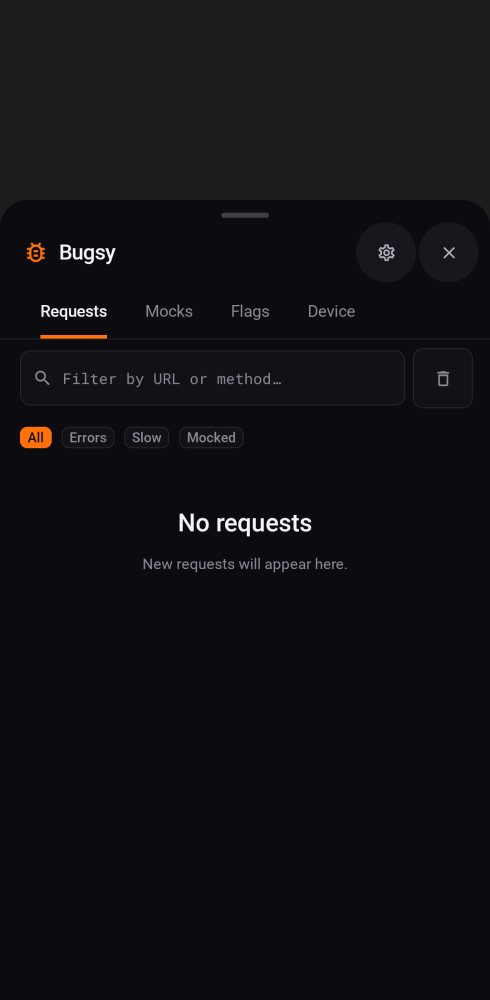 Bugsy
Requests Mocks Flags Device
Filter by URL or method…
All Errors Slow Mocked
No requests
New requests will appear here.